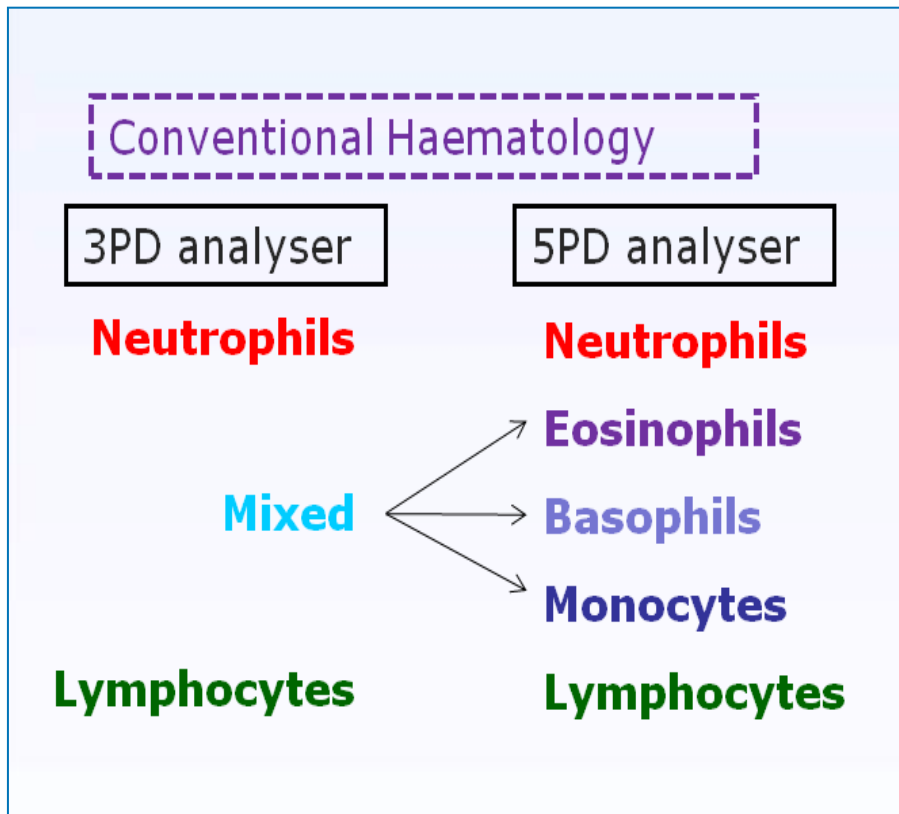 Conventional Haematology
3PD analyser
5PD analyser
Neutrophils
Neutrophils
Eosinophils
Mixed
Basophils
Monocytes
Lymphocytes
Lymphocytes